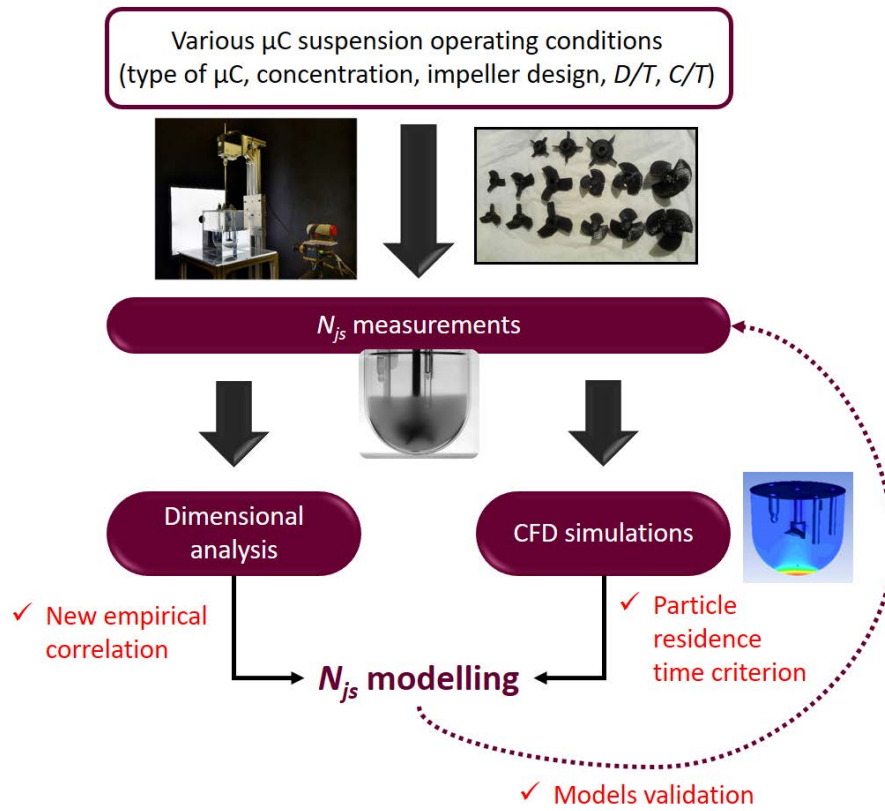 Various µC suspension operating conditions
(type of µC, concentration, impeller design, D/T, C/T)
Njs measurements
Dimensional
analysis
CFD simulations
✓ New empirical
correlation
✓ Particle
residence
time criterion
Njs modelling
✓ Models validation